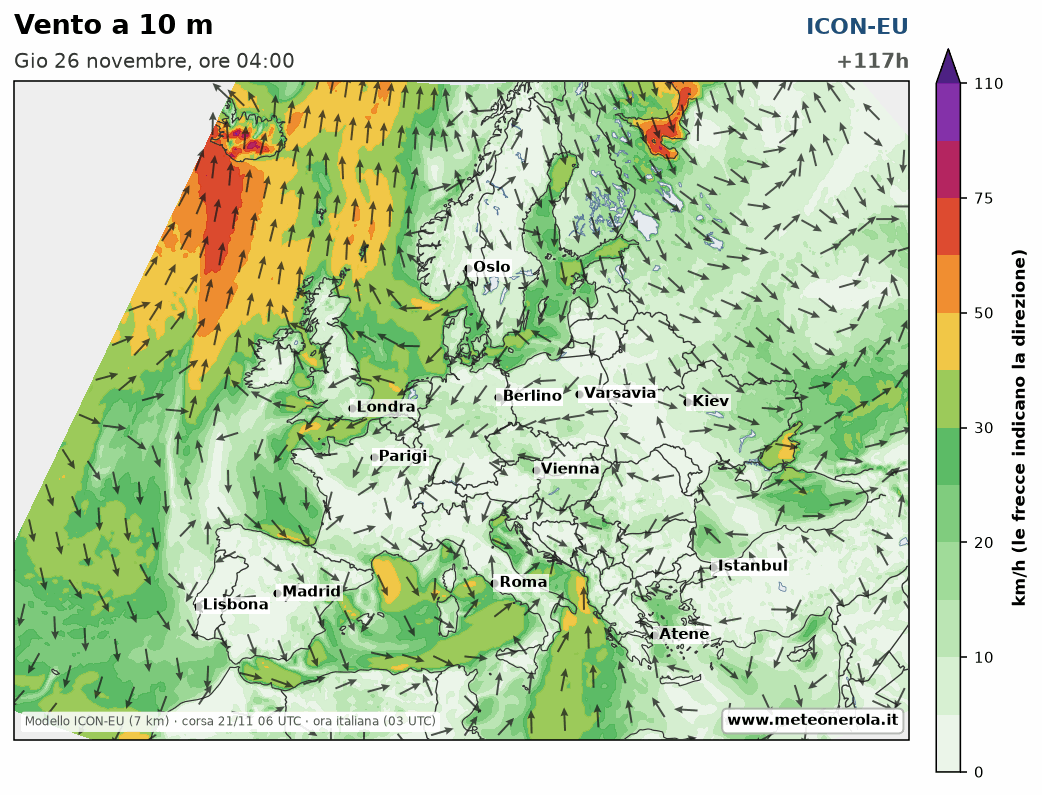 Vento a 10 m
ICON-EU
Gio 26 novembre, ore 04:00
+117h
110
75
50
30
20
10
0
km/h (le frecce indicano la direzione)
Oslo
Berlino
Varsavia
Kiev
Londra
Parigi
Vienna
Istanbul
Roma
Madrid
Lisbona
Atene
Modello ICON-EU (7 km) · corsa 21/11 06 UTC · ora italiana (03 UTC)
www.meteonerola.it